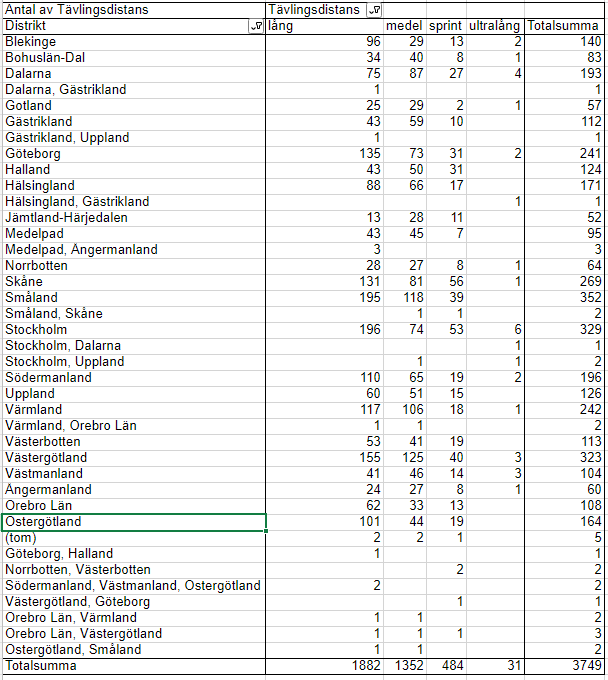 Antal av Tävlingsdistans Tävlingsdistans
Distrikt lång medel sprint ultralång Totalsumma
Blekinge 96 29 13 2 140
Bohuslän-Dal 34 40 8 1 83
Dalarna 75 87 27 4 193
Dalarna, Gästrikland 1 1
Gotland 25 29 2 1 57
Gästrikland 43 59 10 112
Gästrikland, Uppland 1 1
Göteborg 135 73 31 2 241
Halland 43 50 31 124
Hälsingland 88 66 17 171
Hälsingland, Gästrikland 1 1
Jämtland-Härjedalen 13 28 11 52
Medelpad 43 45 7 95
Medelpad, Ångermanland 3 3
Norrbotten 28 27 8 1 64
Skåne 131 81 56 1 269
Småland 195 118 39 352
Småland, Skåne 1 1 2
Stockholm 196 74 53 6 329
Stockholm, Dalarna 1 1
Stockholm, Uppland 1 1 2
Södermanland 110 65 19 2 196
Uppland 60 51 15 126
Värmland 117 106 18 1 242
Värmland, Örebro Län 1 1 2
Västerbotten 53 41 19 113
Västergötland 155 125 40 3 323
Västmanland 41 46 14 3 104
Ångermanland 24 27 8 1 60
Örebro Län 62 33 13 108
Östergötland 101 44 19 164
(tom) 2 2 1 5
Göteborg, Halland 1 1
Norrbotten, Västerbotten 2 2
Södermanland, Västmanland, Östergötland 2 2
Västergötland, Göteborg 1 1
Örebro Län, Värmland 1 1 2
Örebro Län, Västergötland 1 1 1 3
Östergötland, Småland 1 1 2
Totalsumma 1882 1352 484 31 3749